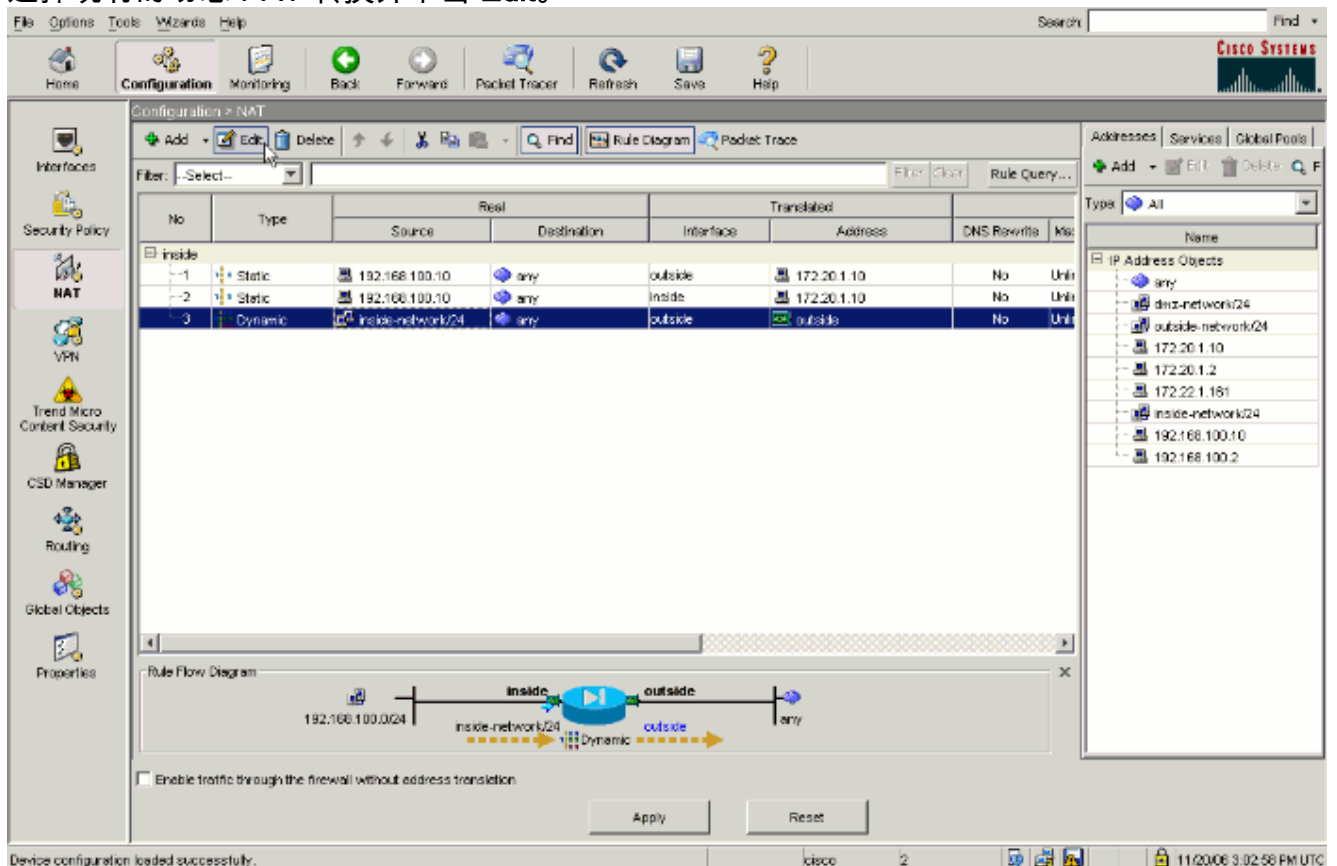 File Options Tools Wizards Help Search: Find
Home Configuration Monitoring Back Forward Packet Tracer Refresh Save Help
CISCO SYSTEMS
Configuration > NAT
Add Edit Delete Find Rule Diagram Packet Trace
Filter: --Select-- Filter Clear Rule Query...
No Type Real Translated
Source Destination Interface Address DNS Rewrite
inside
1 Static 192.168.100.10 any outside 172.20.1.10 No
2 Static 192.168.100.10 any inside 172.20.1.10 No
3 Dynamic inside-network/24 any outside outside No
Interfaces
Security Policy
NAT
VPN
Trend Micro
Content Security
CSD Manager
Routing
Global Objects
Properties
Addresses Services Global Pools
Add Edit Delete F
Type: All
Name
IP Address Objects
any
dmz-network/24
outside-network/24
172.20.1.10
172.20.1.2
172.22.1.161
inside-network/24
192.168.100.10
192.168.100.2
Rule Flow Diagram
inside outside
192.168.100.0/24 inside-network/24 outside any
Dynamic
Enable traffic through the firewall without address translation
Apply Reset
Device configuration loaded successfully. cisco 2 11/20/06 3:02:58 PM UTC